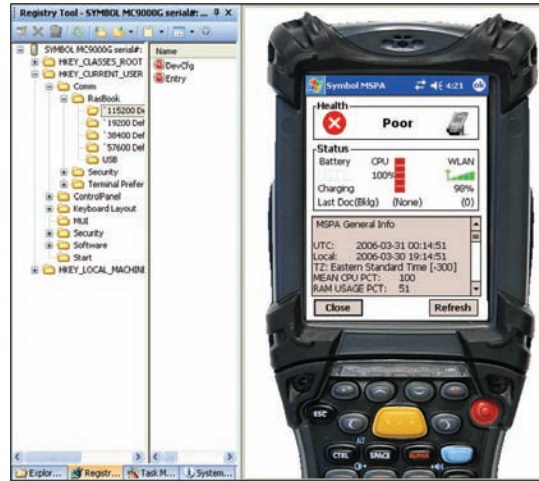 Registry Tool - SYMBOL MC9000G serial#: ...
SYMBOL MC9000G serial#:
HKEY_CLASSES_ROOT
HKEY_CURRENT_USER
Comm
RasBook
`115200 De
`19200 Def
`38400 Def
`57600 Def
USB
Security
Terminal Prefer
ControlPanel
Keyboard Layout
MUI
Security
Software
Start
HKEY_LOCAL_MACHINE
Name
DevCfg
Entry
Explor...
Registr...
Task M...
System...
Symbol MSPA 4:21 ok
Health
Poor
Status
Battery CPU WLAN
100%
Charging 98%
Last Doc(Bklg) (None) (0)
MSPA General Info
UTC: 2006-03-31 00:14:51
Local: 2006-03-30 19:14:51
TZ: Eastern Standard Time [-300]
MEAN CPU PCT: 100
RAM USAGE PCT: 51
Close Refresh
ESC
ALT
CTRL SPACE ALPHA